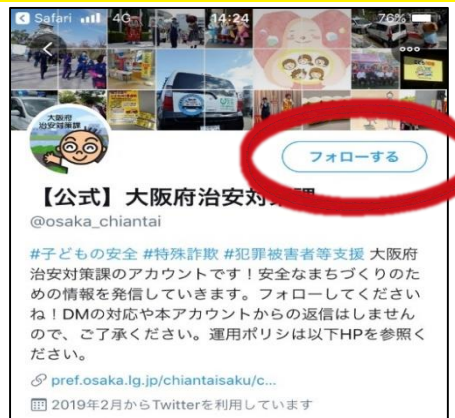 Safari 4G 14:24 76%
大阪府
治安対策課
フォローする
【公式】大阪府治安対
@osaka_chiantai
#子どもの安全 #特殊詐欺 #犯罪被害者等支援 大阪府
治安対策課のアカウントです！安全なまちづくりのた
めの情報を発信していきます。フォローしてください
ね！DMの対応や本アカウントからの返信はしません
ので、ご了承ください。運用ポリシは以下HPを参照く
ださい。
pref.osaka.lg.jp/chiantaisaku/c...
2019年2月からTwitterを利用しています